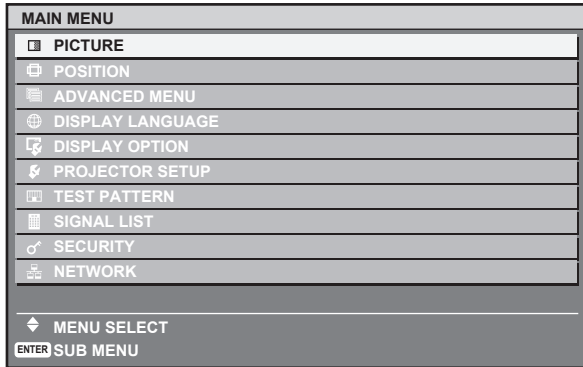 MAIN MENU
PICTURE
POSITION
ADVANCED MENU
DISPLAY LANGUAGE
DISPLAY OPTION
PROJECTOR SETUP
TEST PATTERN
SIGNAL LIST
SECURITY
NETWORK
MENU SELECT
ENTER SUB MENU